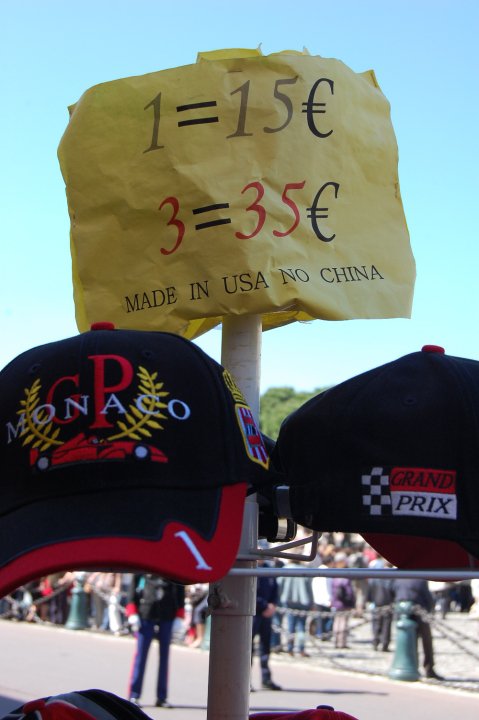 1=15€
3=35€
MADE IN USA NO CHINA
GP
MONACO
1
GRAND
PRIX